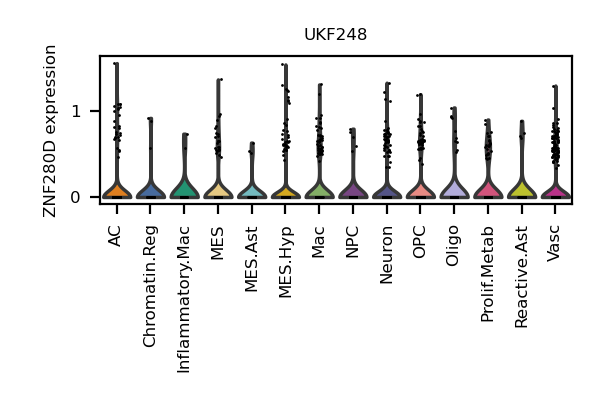 UKF248
ZNF280D expression
1
0
AC
Chromatin.Reg
Inflammatory.Mac
MES
MES.Ast
MES.Hyp
Mac
NPC
Neuron
OPC
Oligo
Prolif.Metab
Reactive.Ast
Vasc